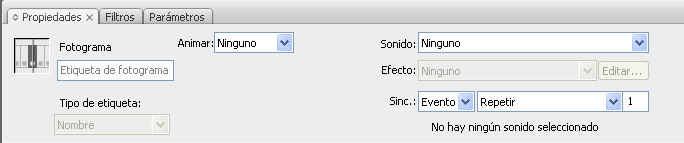 Propiedades × Filtros Parámetros
Fotograma Animar: Ninguno Sonido: Ninguno
Etiqueta de fotograma Efecto: Ninguno Editar...
Tipo de etiqueta: Sinc.: Evento Repetir 1
Nombre No hay ningún sonido seleccionado